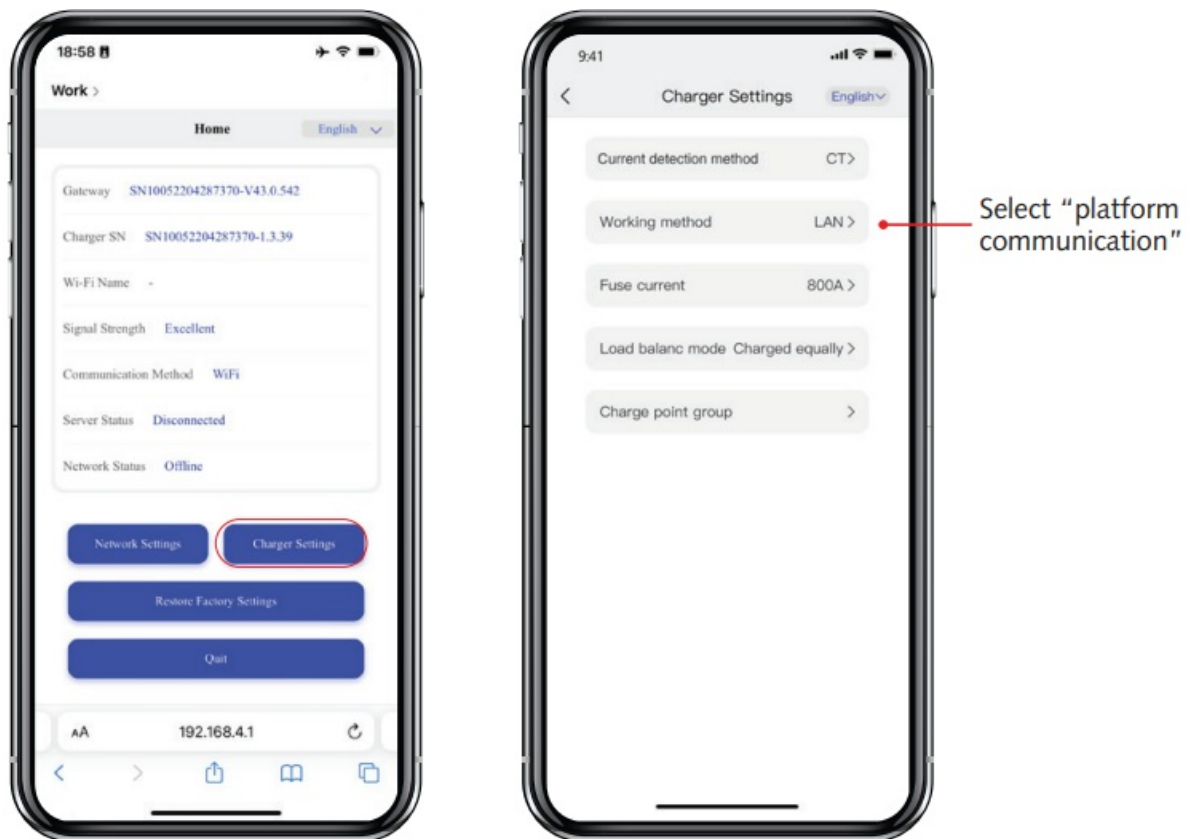 18:58
Work >
Home English
Gateway SN10052204287370-V43.0.542
Charger SN SN10052204287370-1.3.39
Wi-Fi Name -
Signal Strength Excellent
Communication Method WiFi
Server Status Disconnected
Network Status Offline
Network Settings Charger Settings
Restore Factory Settings
Quit
AA 192.168.4.1
9:41
Charger Settings English
Current detection method CT>
Working method LAN >
Fuse current 800A >
Load balanc mode Charged equally >
Charge point group >
Select “platform
communication”